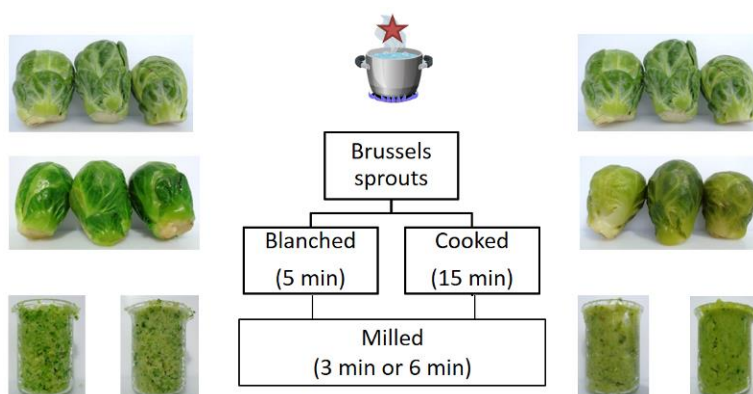 Brussels
sprouts
Blanched
(5 min)
Cooked
(15 min)
Milled
(3 min or 6 min)